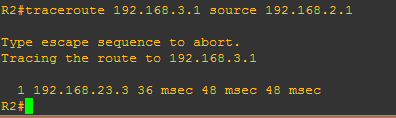 R2#traceroute 192.168.3.1 source 192.168.2.1
Type escape sequence to abort.
Tracing the route to 192.168.3.1
1 192.168.23.3 36 msec 48 msec 48 msec
R2#